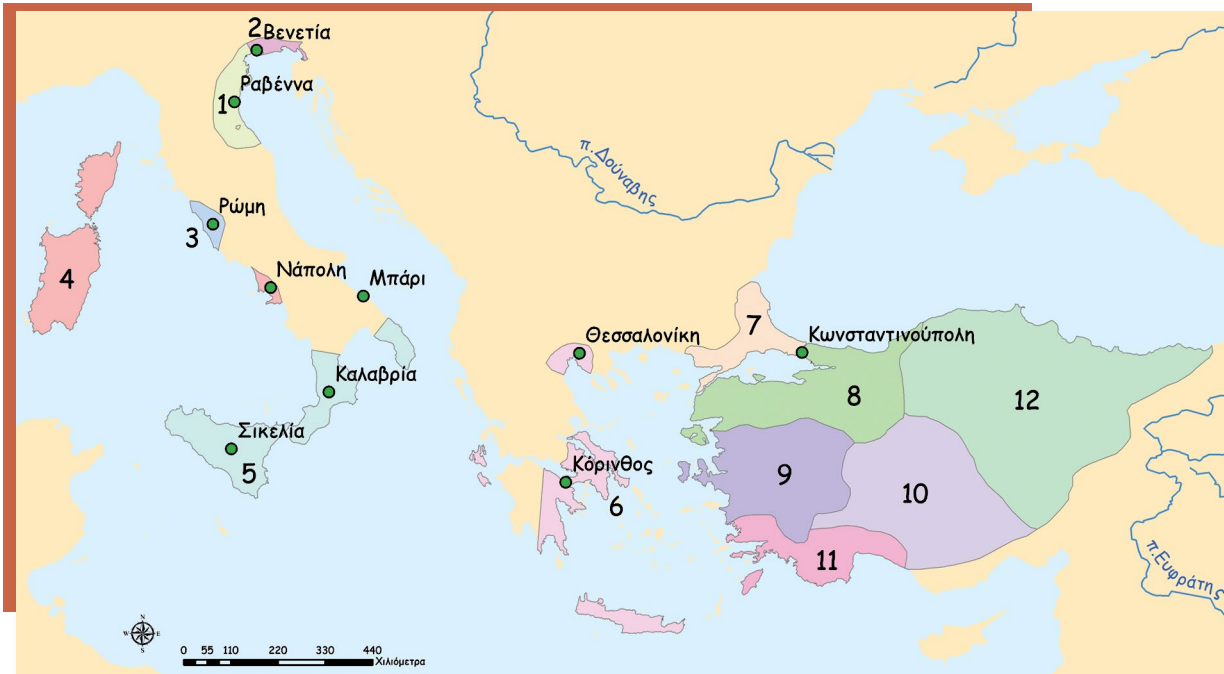 2 Βενετία
1
Ραβέννα
π.Δούναβης
3
Ρώμη
4
Νάπολη
Μπάρι
Θεσσαλονίκη
7
Κωνσταντινούπολη
Καλαβρία
8
12
Σικελία
5
Κόρινθος
6
9
10
11
π.Ευφράτης
N
W
E
S
0 55 110 220 330 440
Χιλιόμετρα